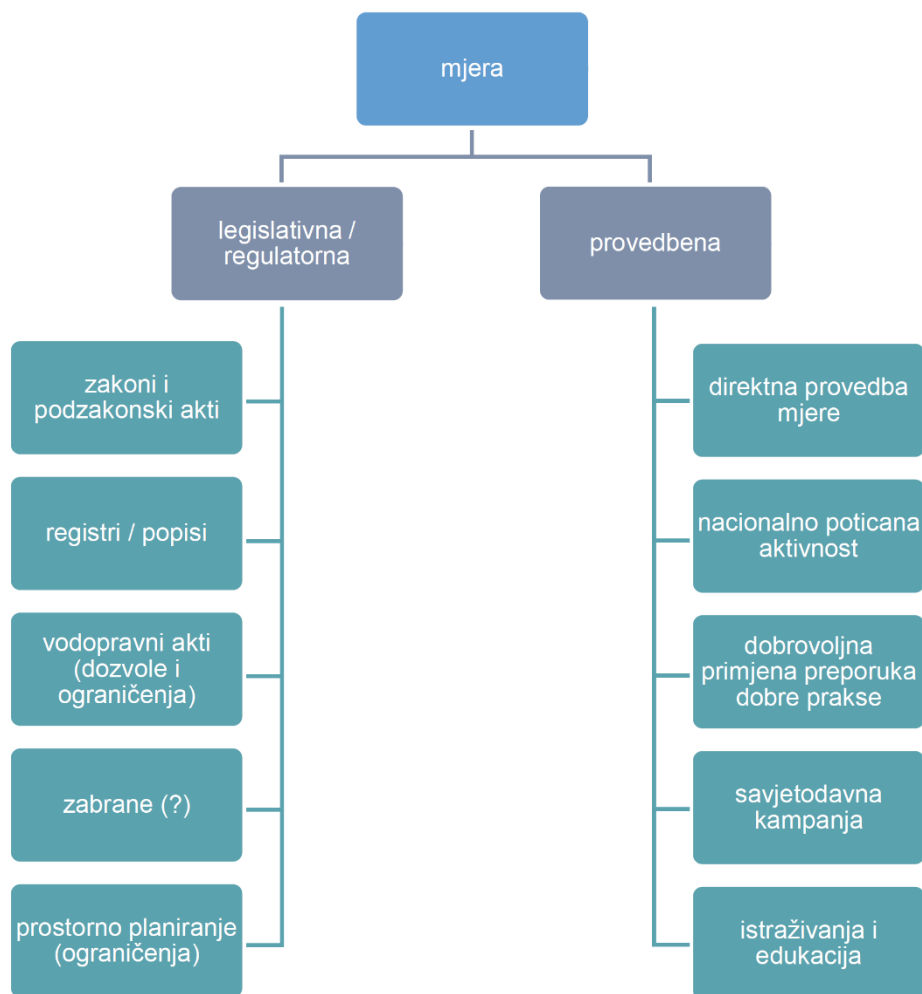 mjera
legislativna /
regulatorna
provedbena
zakoni i
podzakonski akti
registri / popisi
vodopravni akti
(dozvole i
ograničenja)
zabrane (?)
prostorno planiranje
(ograničenja)
direktna provedba
mjere
nacionalno poticana
aktivnost
dobrovoljna
primjena preporuka
dobre prakse
savjetodavna
kampanja
istraživanja i
edukacija